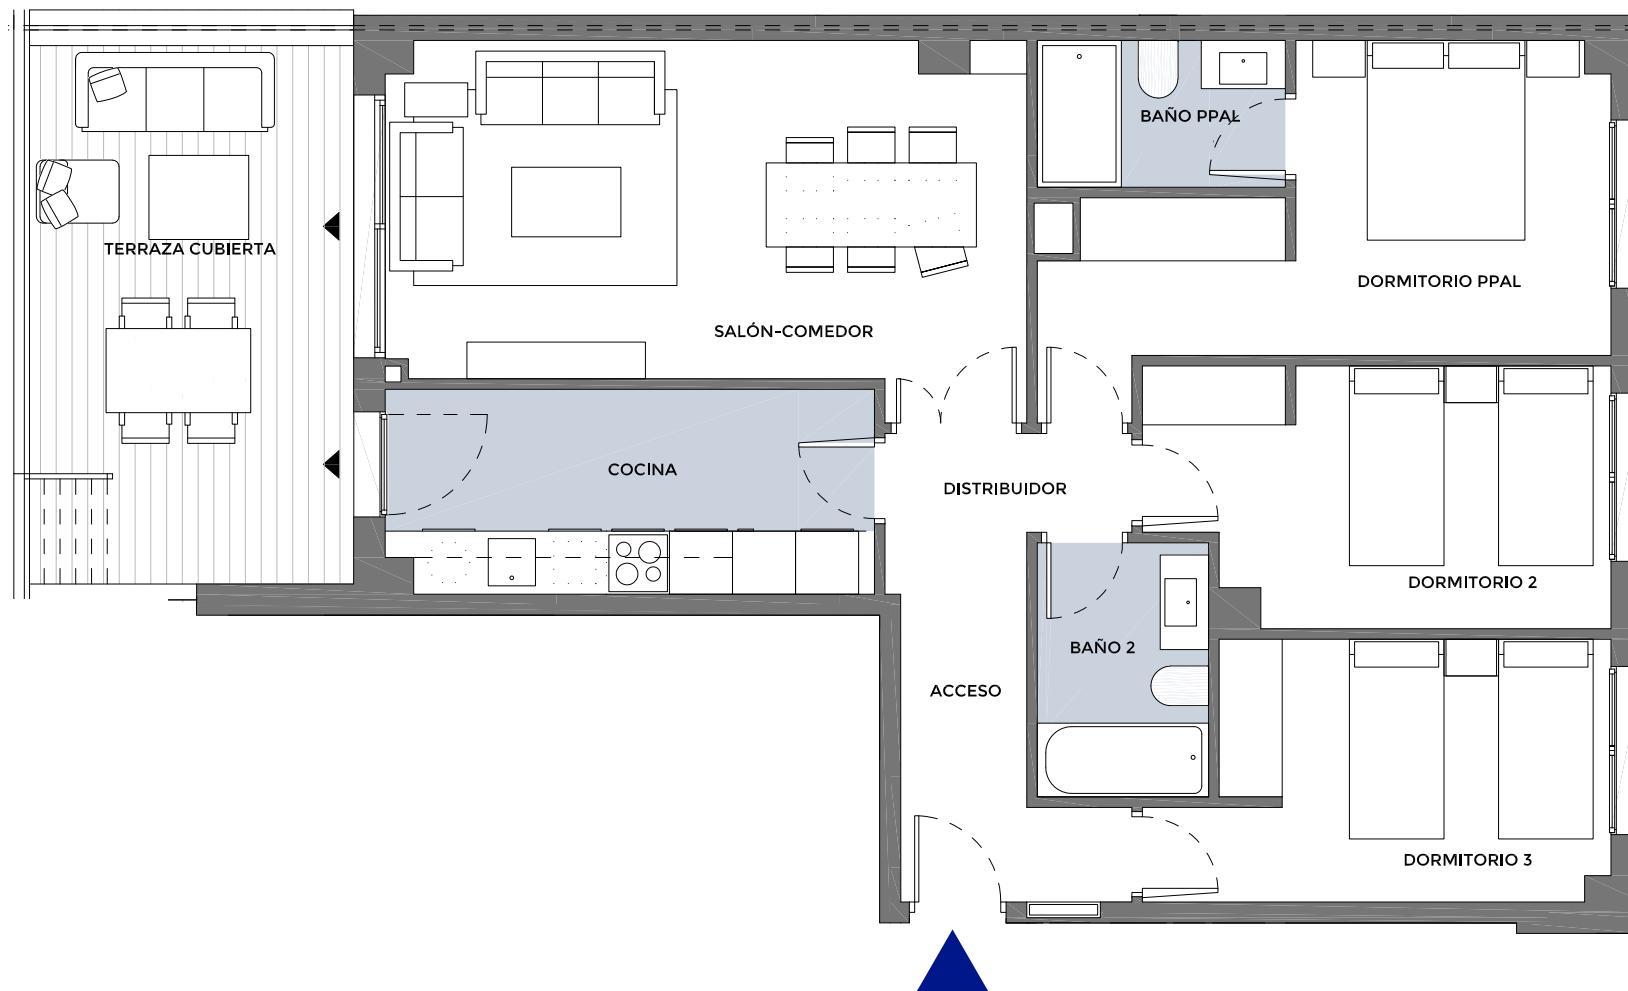 BAÑO PPAL
TERRAZA CUBIERTA
DORMITORIO PPAL
SALÓN-COMEDOR
COCINA
DISTRIBUIDOR
DORMITORIO 2
BAÑO 2
ACCESO
DORMITORIO 3